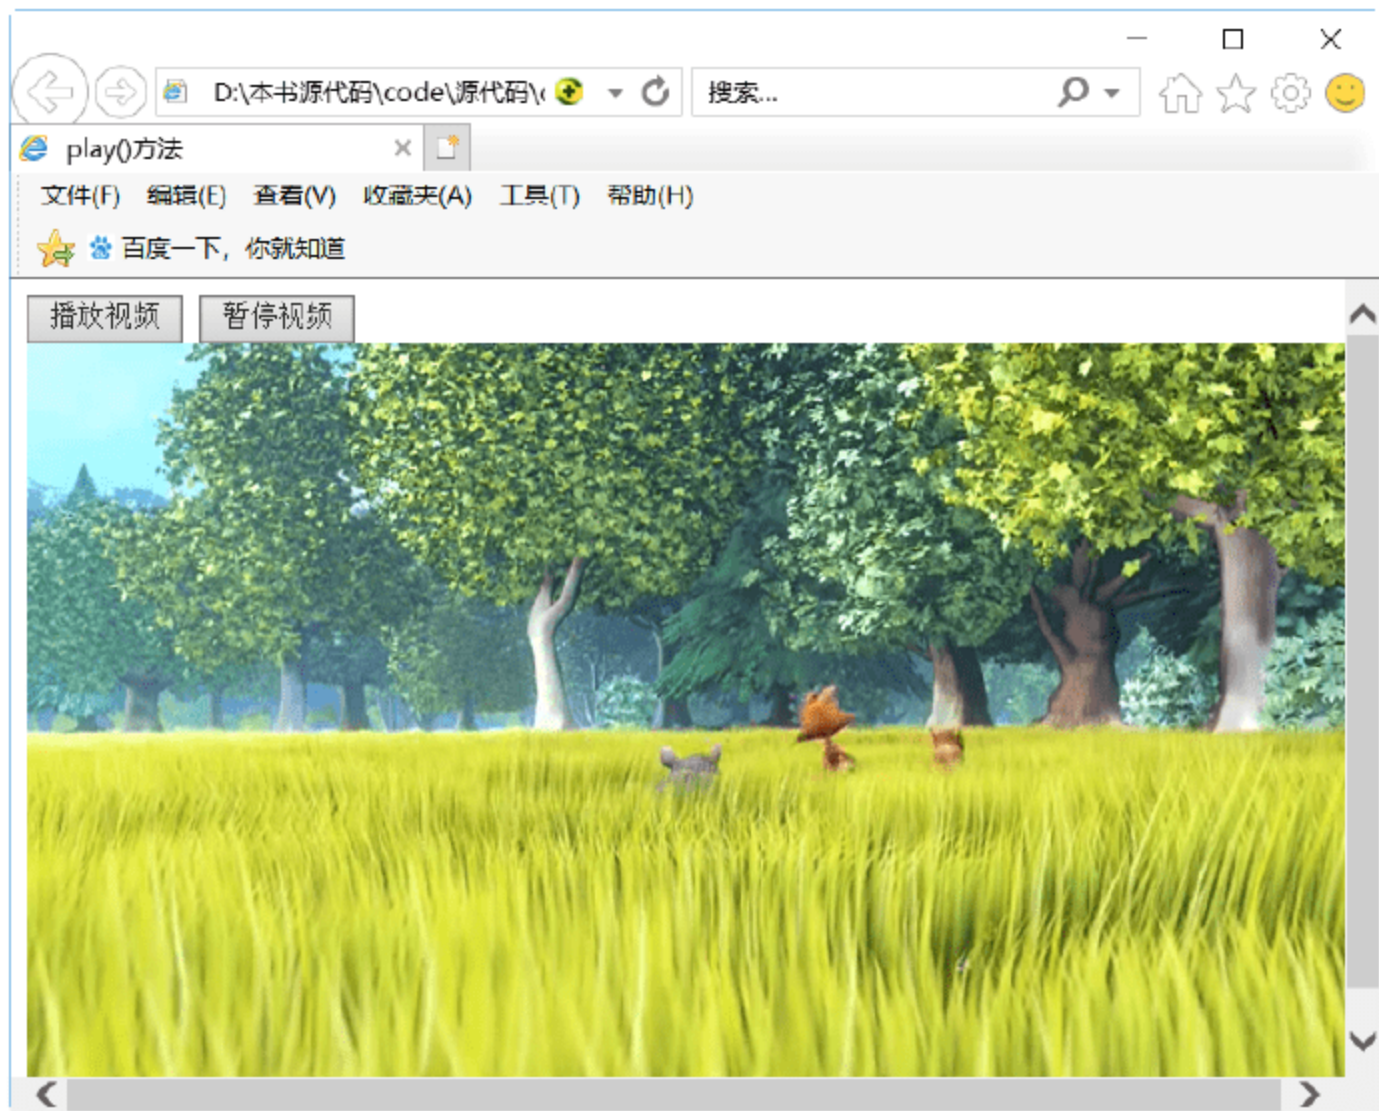 D:\本书源代码\code\源代码\
搜索...
play()方法
文件(F) 编辑(E) 查看(V) 收藏夹(A) 工具(T) 帮助(H)
百度一下，你就知道
播放视频 暂停视频